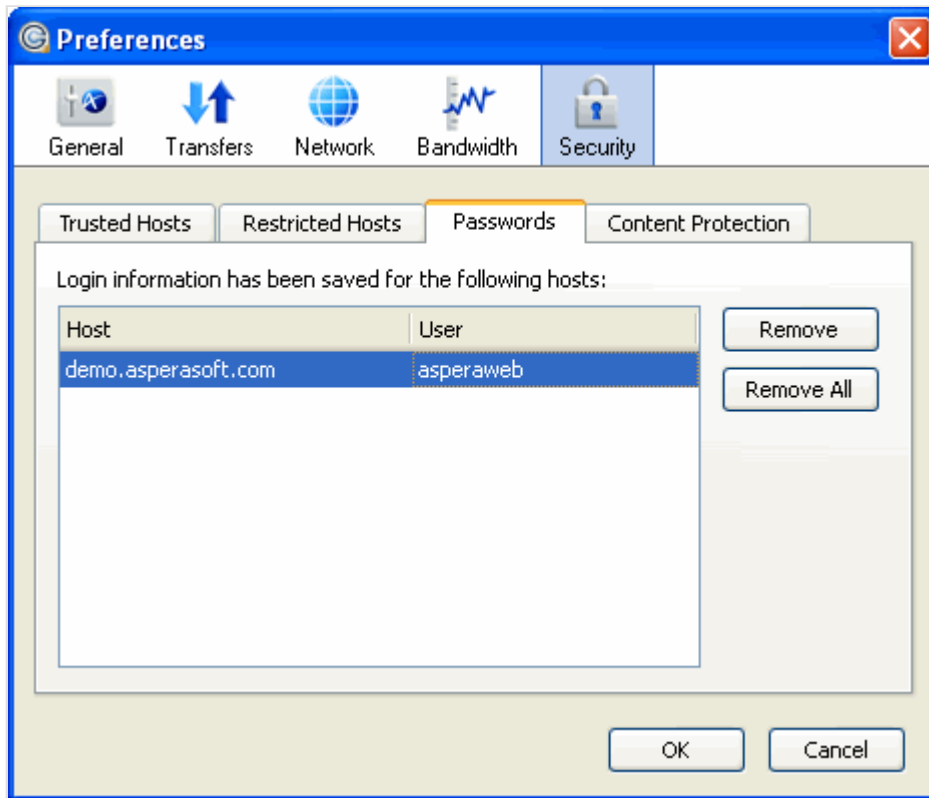 Preferences
General Transfers Network Bandwidth Security
Trusted Hosts Restricted Hosts Passwords Content Protection
Login information has been saved for the following hosts:
Host User Remove
demo.asperasoft.com asperaweb
Remove All
OK Cancel